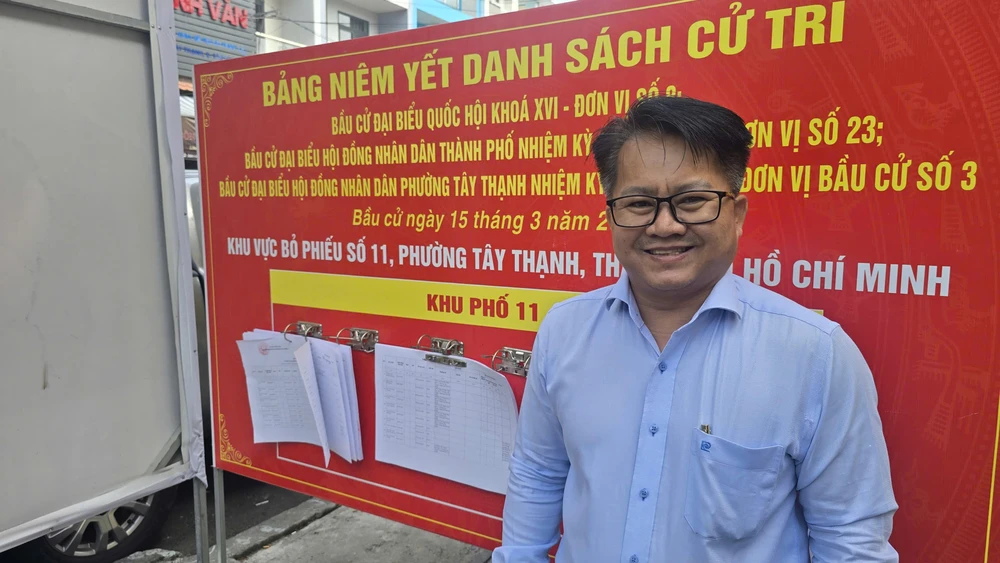 NH VĂN
BẢNG NIÊM YẾT DANH SÁCH CỬ TRI
BẦU CỬ ĐẠI BIỂU QUỐC HỘI KHOÁ XVI - ĐƠN VỊ SỐ
BẦU CỬ ĐẠI BIỂU HỘI ĐỒNG NHÂN DÂN THÀNH PHỐ NHIỆM KỲ ĐƠN VỊ SỐ 23;
BẦU CỬ ĐẠI BIỂU HỘI ĐỒNG NHÂN DÂN PHƯỜNG TÂY THẠNH NHIỆM KỲ ĐƠN VỊ BẦU CỬ SỐ 3
Bầu cử ngày 15 tháng 3 năm 2
KHU VỰC BỎ PHIẾU SỐ 11, PHƯỜNG TÂY THẠNH, TH HỒ CHÍ MINH
KHU PHỐ 11